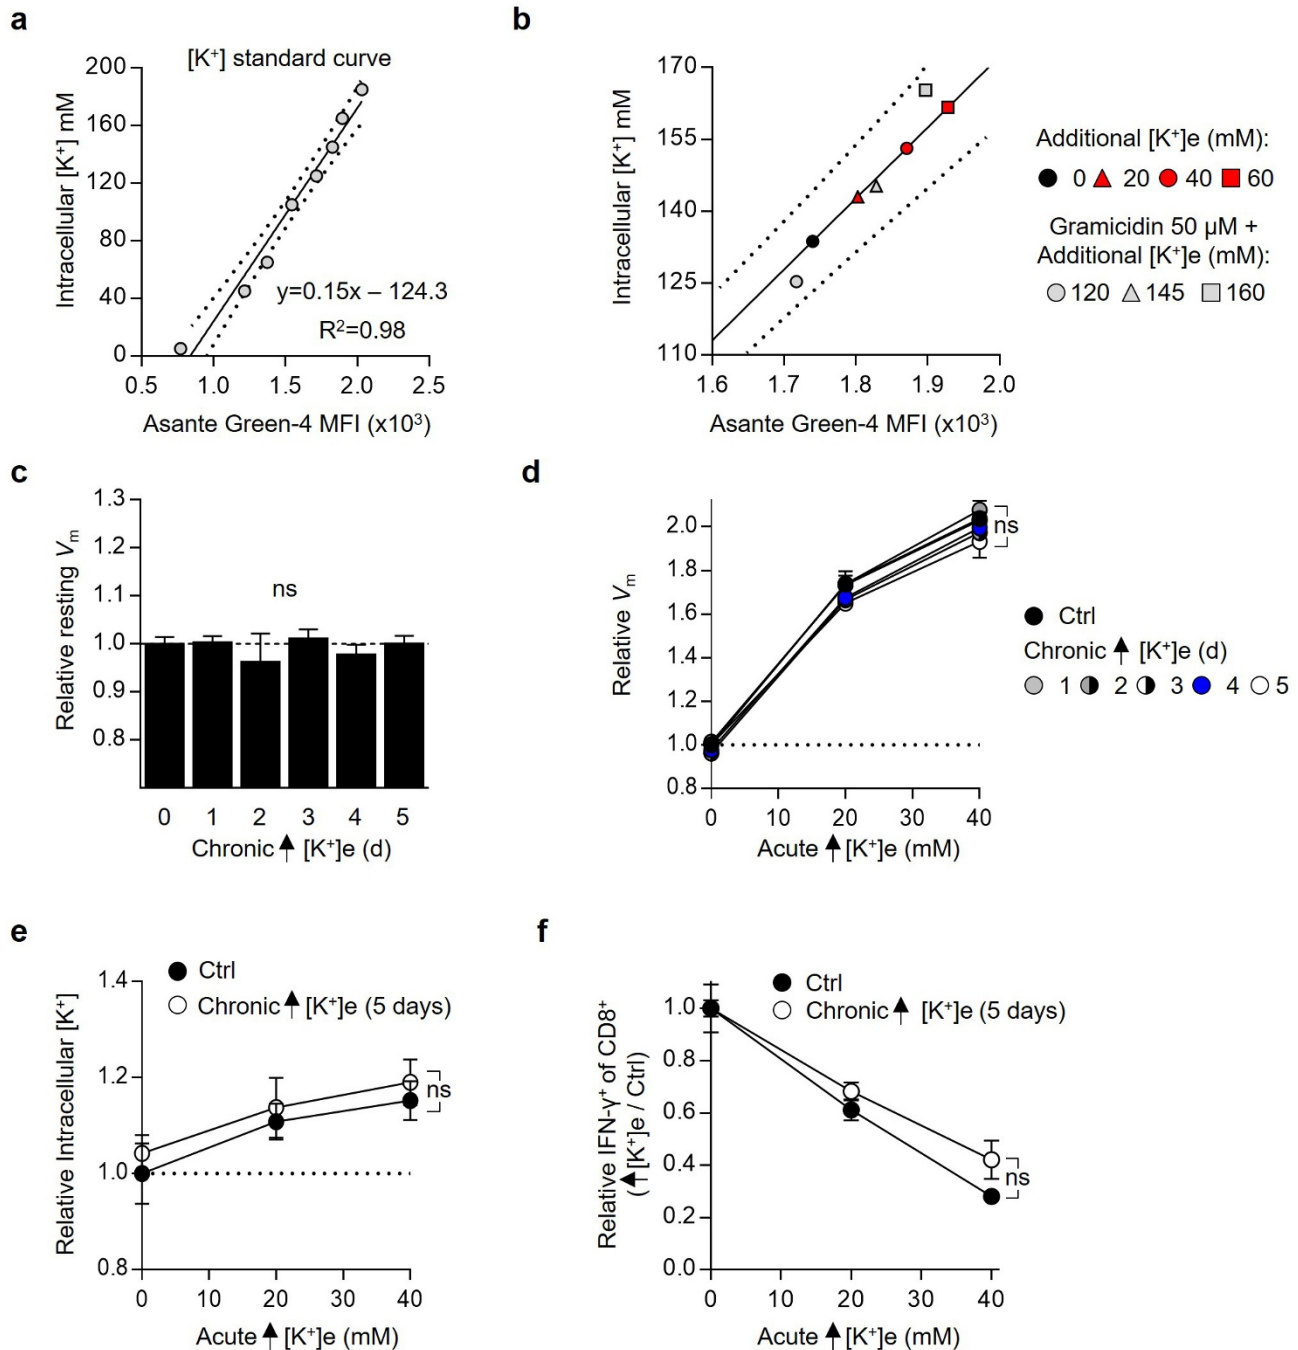 a
[K⁺] standard curve
Intracellular [K⁺] mM
200
160
120
80
40
0
y=0.15x – 124.3
R²=0.98
0.5 1.0 1.5 2.0 2.5
Asante Green-4 MFI (x10³)
b
Intracellular [K⁺] mM
170
155
140
125
110
1.6 1.7 1.8 1.9 2.0
Asante Green-4 MFI (x10³)
Additional [K⁺]e (mM):
0 20 40 60
Gramicidin 50 µM +
Additional [K⁺]e (mM):
120 145 160
c
Relative resting Vm
1.3
1.2
1.1
1.0
0.9
0.8
ns
0 1 2 3 4 5
Chronic ↑ [K⁺]e (d)
d
Relative Vm
2.0
1.8
1.6
1.4
1.2
1.0
0.8
ns
0 10 20 30 40
Acute ↑ [K⁺]e (mM)
Ctrl
Chronic ↑ [K⁺]e (d)
1 2 3 4 5
e
Ctrl
Chronic ↑ [K⁺]e (5 days)
Relative Intracellular [K⁺]
1.4
1.2
1.0
0.8
ns
0 10 20 30 40
Acute ↑ [K⁺]e (mM)
f
Ctrl
Chronic ↑ [K⁺]e (5 days)
Relative IFN-γ⁺ of CD8⁺
(↑[K⁺]e / Ctrl)
1.0
0.8
0.6
0.4
0.2
0.0
ns
0 10 20 30 40
Acute ↑ [K⁺]e (mM)